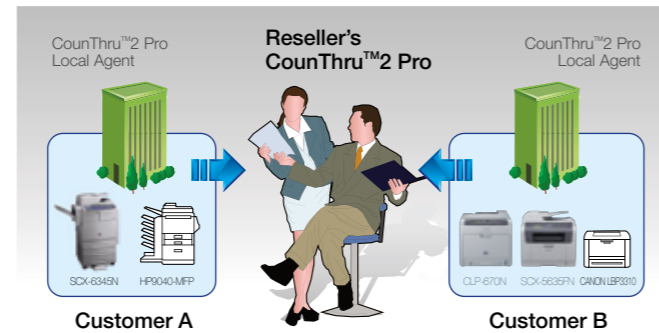 CounThru™2 Pro
Local Agent
Reseller's
CounThru™2 Pro
CounThru™2 Pro
Local Agent
SCX-6345N
HP9040-MFP
CLP-670N
SCX-5635FN
CANON LBP3310
Customer A
Customer B